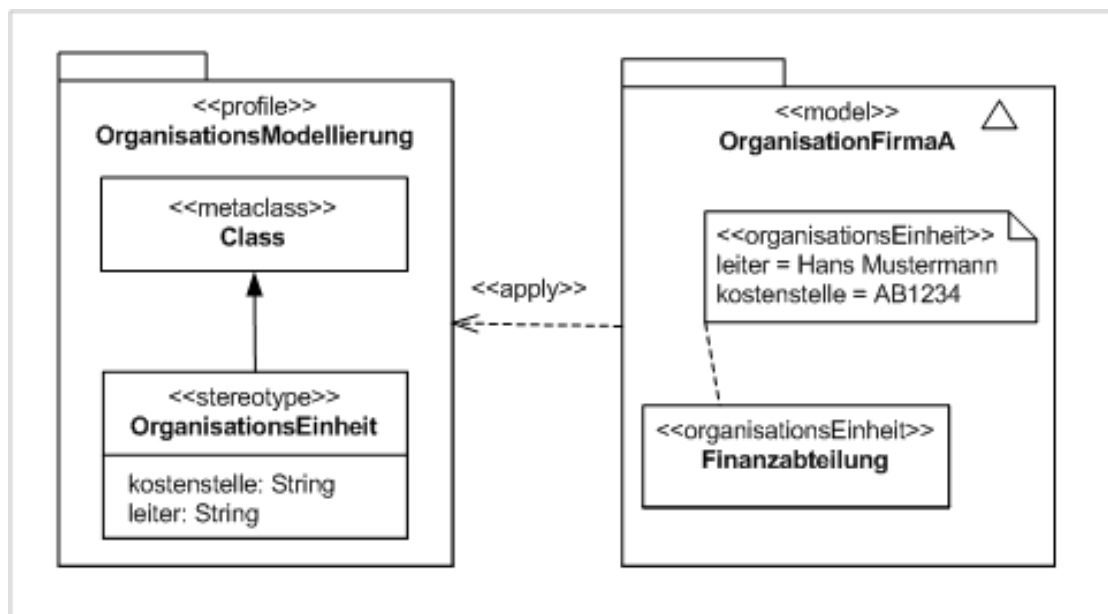 <<profile>>
OrganisationsModellierung
<<metaclass>>
Class
<<stereotype>>
OrganisationsEinheit
kostenstelle: String
leiter: String
<<apply>>
<<model>>
OrganisationFirmaA
<<organisationsEinheit>>
leiter = Hans Mustermann
kostenstelle = AB1234
<<organisationsEinheit>>
Finanzabteilung